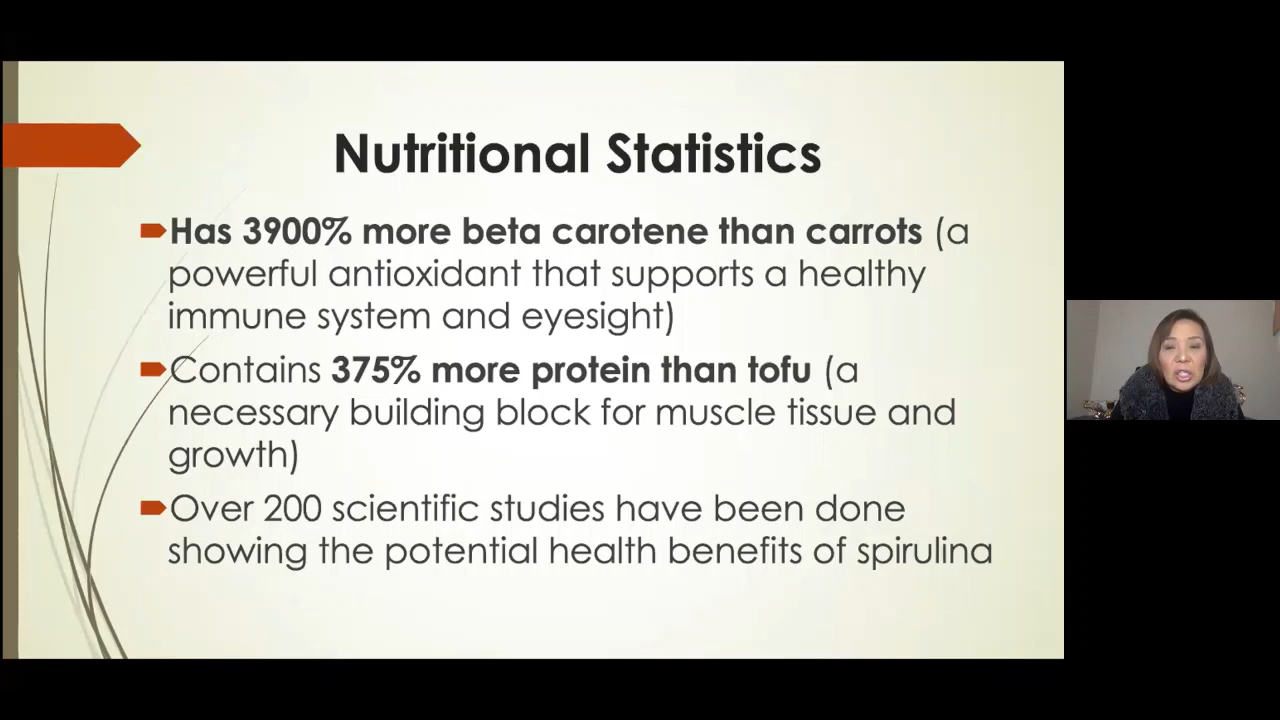 Nutritional Statistics
Has 3900% more beta carotene than carrots (a
powerful antioxidant that supports a healthy
immune system and eyesight)
Contains 375% more protein than tofu (a
necessary building block for muscle tissue and
growth)
Over 200 scientific studies have been done
showing the potential health benefits of spirulina